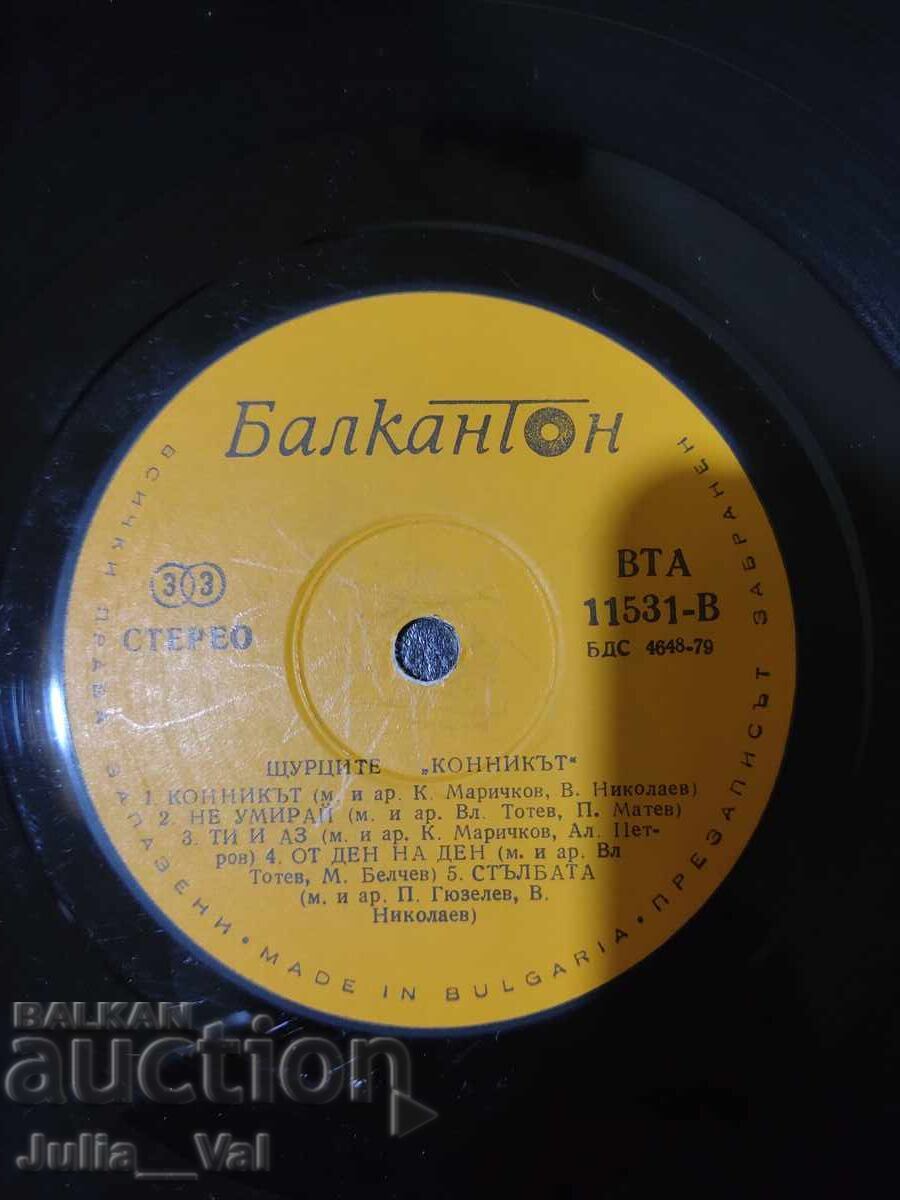 БалканТон
ВСИЧКИ ПРАВА ЗАПАЗЕНИ • MADE IN BULGARIA • ПРЕЗАПИСЪТ ЗАБРАНЕН
33
СТЕРЕО
ВТА
11531-В
БДС 4648-79
ЩУРЦИТЕ „КОННИКЪТ“
1. КОННИКЪТ (м. и ар. К. Маричков, В. Николаев)
2. НЕ УМИРАЙ (м. и ар. Вл. Тотев, П. Матев)
3. ТИ И АЗ (м. и ар. К. Маричков, Ал. Пет-
ров) 4. ОТ ДЕН НА ДЕН (м. и ар. Вл
Тотев, М. Белчев) 5. СТЪЛБАТА
(м. и ар. П. Гюзелев, В.
Николаев)
BALKAN
auction
Julia__Val